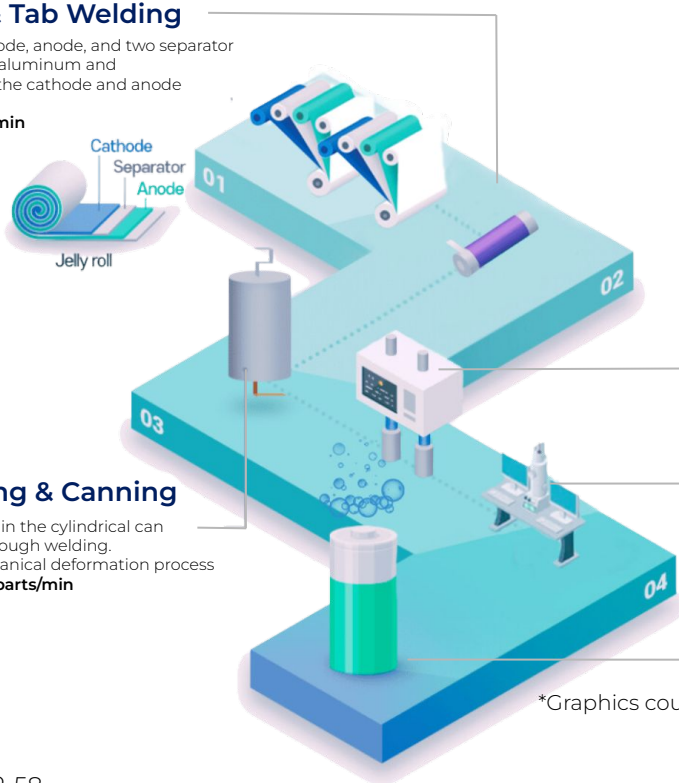 Tab Welding
ode, anode, and two separator
aluminum and
the cathode and anode
min
Cathode
Separator
Anode
Jelly roll
01
02
03
ng & Canning
in the cylindrical can
ough welding.
anical deformation process
parts/min
04
*Graphics cou